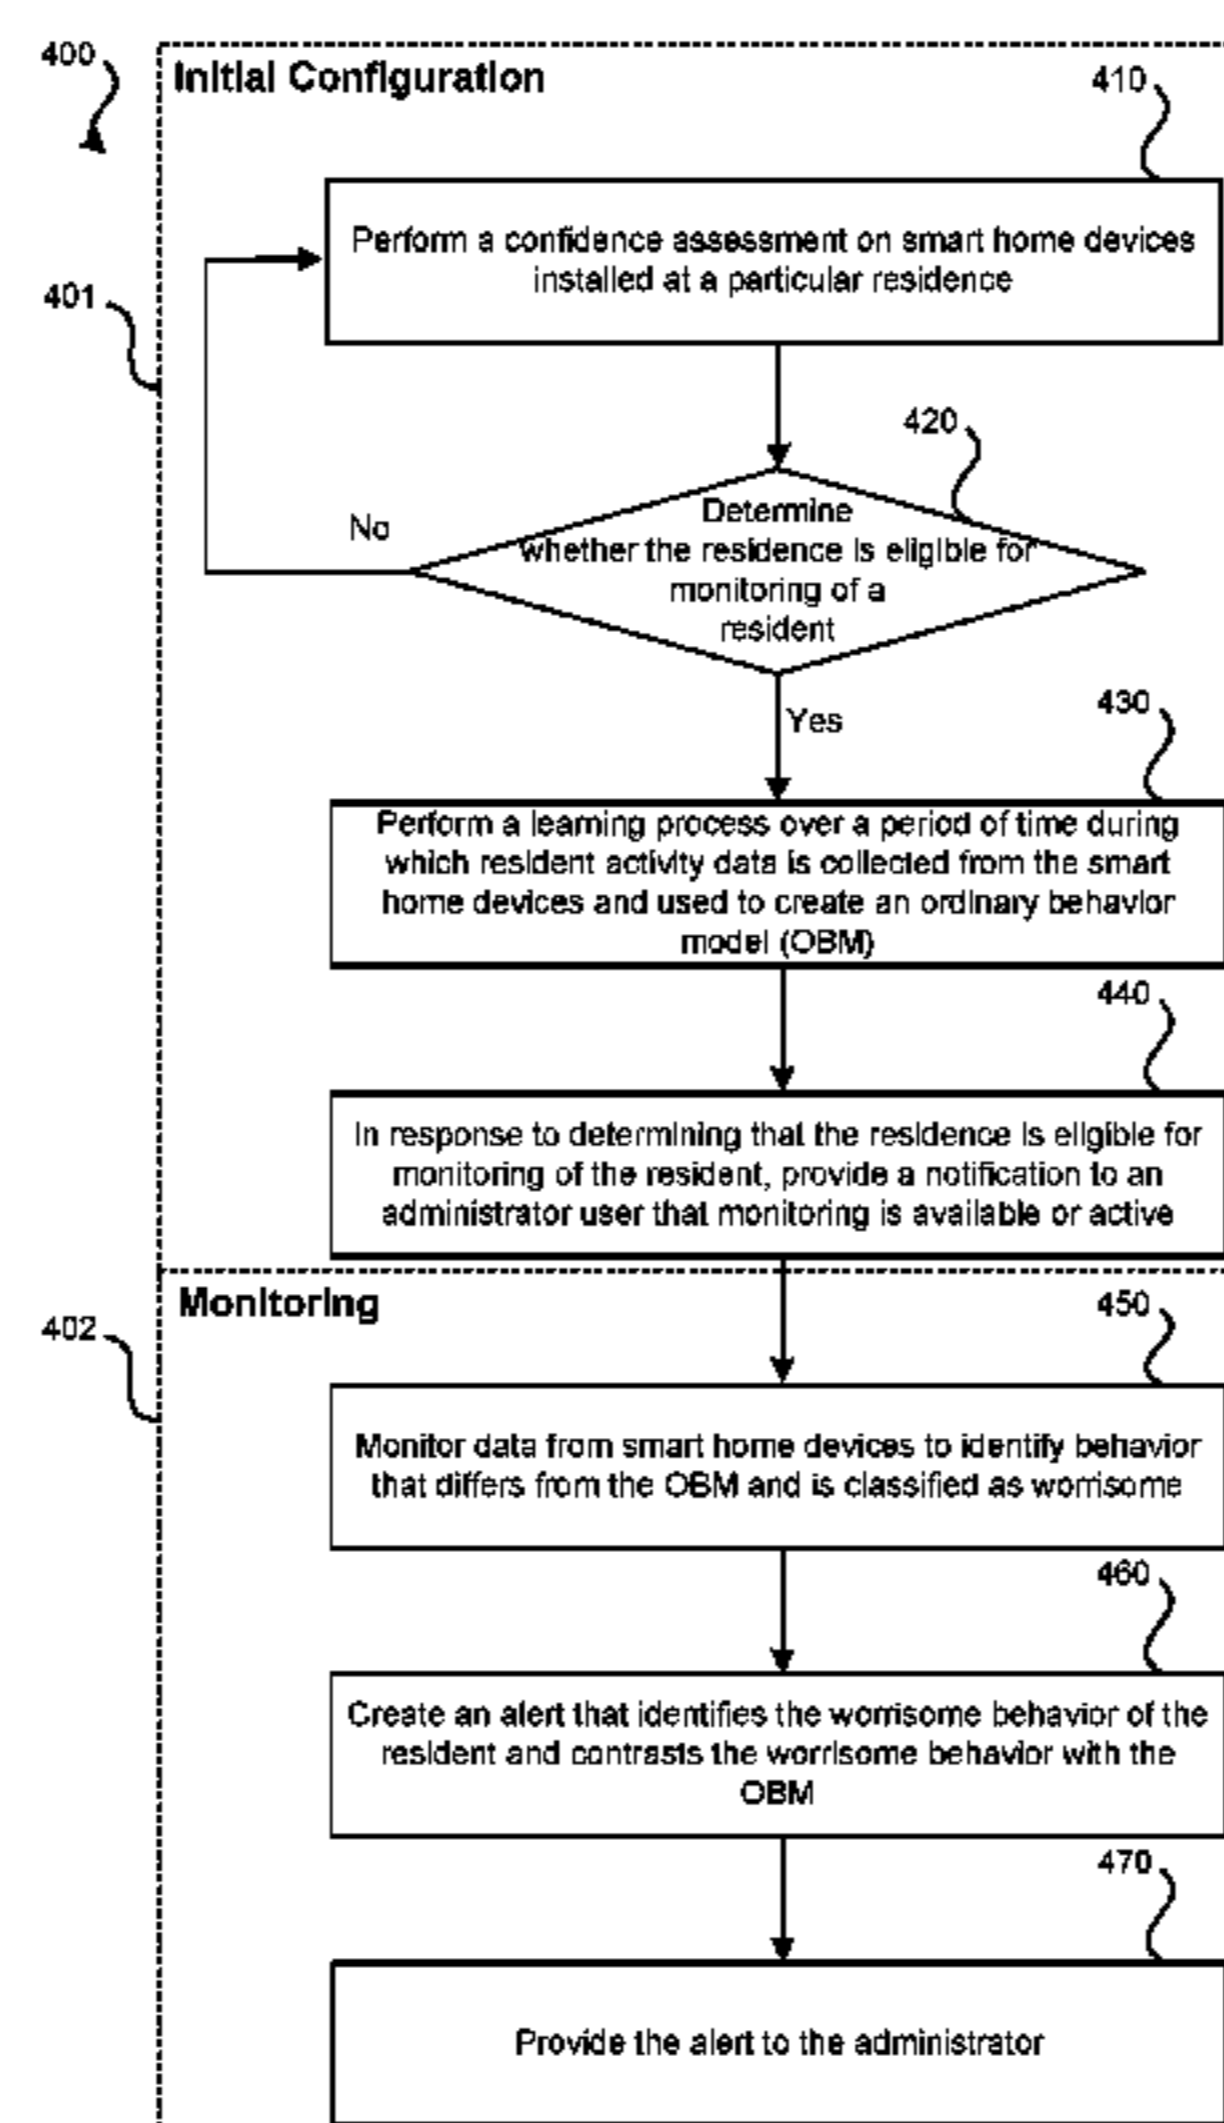 400
Initial Configuration
410
Perform a confidence assessment on smart home devices
installed at a particular residence
401
420
No
Determine
whether the residence is eligible for
monitoring of a
resident
Yes
430
Perform a learning process over a period of time during
which resident activity data is collected from the smart
home devices and used to create an ordinary behavior
model (OBM)
440
In response to determining that the residence is eligible for
monitoring of the resident, provide a notification to an
administrator user that monitoring is available or active
Monitoring
402
450
Monitor data from smart home devices to identify behavior
that differs from the OBM and is classified as worrisome
460
Create an alert that identifies the worrisome behavior of the
resident and contrasts the worrisome behavior with the
OBM
470
Provide the alert to the administrator